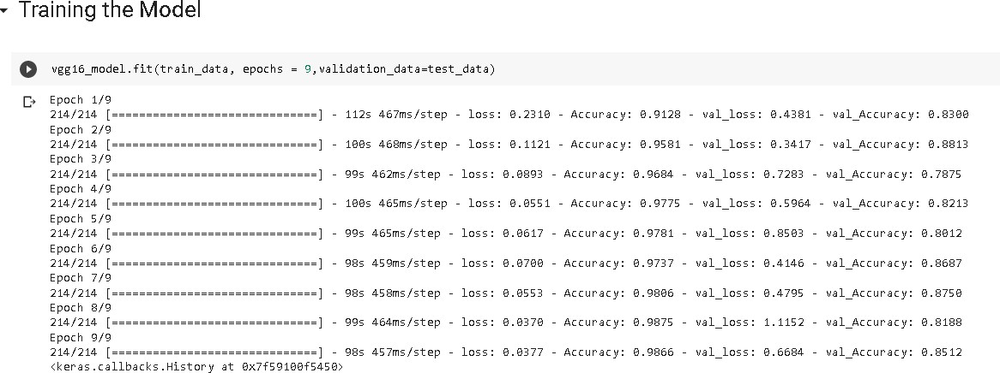 Training the Model
vgg16_model.fit(train_data, epochs = 9,validation_data=test_data)
Epoch 1/9
214/214 [==============================] - 112s 467ms/step - loss: 0.2310 - Accuracy: 0.9128 - val_loss: 0.4381 - val_Accuracy: 0.8300
Epoch 2/9
214/214 [==============================] - 100s 468ms/step - loss: 0.1121 - Accuracy: 0.9581 - val_loss: 0.3417 - val_Accuracy: 0.8813
Epoch 3/9
214/214 [==============================] - 99s 462ms/step - loss: 0.0893 - Accuracy: 0.9684 - val_loss: 0.7283 - val_Accuracy: 0.7875
Epoch 4/9
214/214 [==============================] - 100s 465ms/step - loss: 0.0551 - Accuracy: 0.9775 - val_loss: 0.5964 - val_Accuracy: 0.8213
Epoch 5/9
214/214 [==============================] - 99s 465ms/step - loss: 0.0617 - Accuracy: 0.9781 - val_loss: 0.8503 - val_Accuracy: 0.8012
Epoch 6/9
214/214 [==============================] - 98s 459ms/step - loss: 0.0700 - Accuracy: 0.9737 - val_loss: 0.4146 - val_Accuracy: 0.8687
Epoch 7/9
214/214 [==============================] - 98s 458ms/step - loss: 0.0553 - Accuracy: 0.9806 - val_loss: 0.4795 - val_Accuracy: 0.8750
Epoch 8/9
214/214 [==============================] - 99s 464ms/step - loss: 0.0370 - Accuracy: 0.9875 - val_loss: 1.1152 - val_Accuracy: 0.8188
Epoch 9/9
214/214 [==============================] - 98s 457ms/step - loss: 0.0377 - Accuracy: 0.9866 - val_loss: 0.6684 - val_Accuracy: 0.8512
<keras.callbacks.History at 0x7f59100f5450>